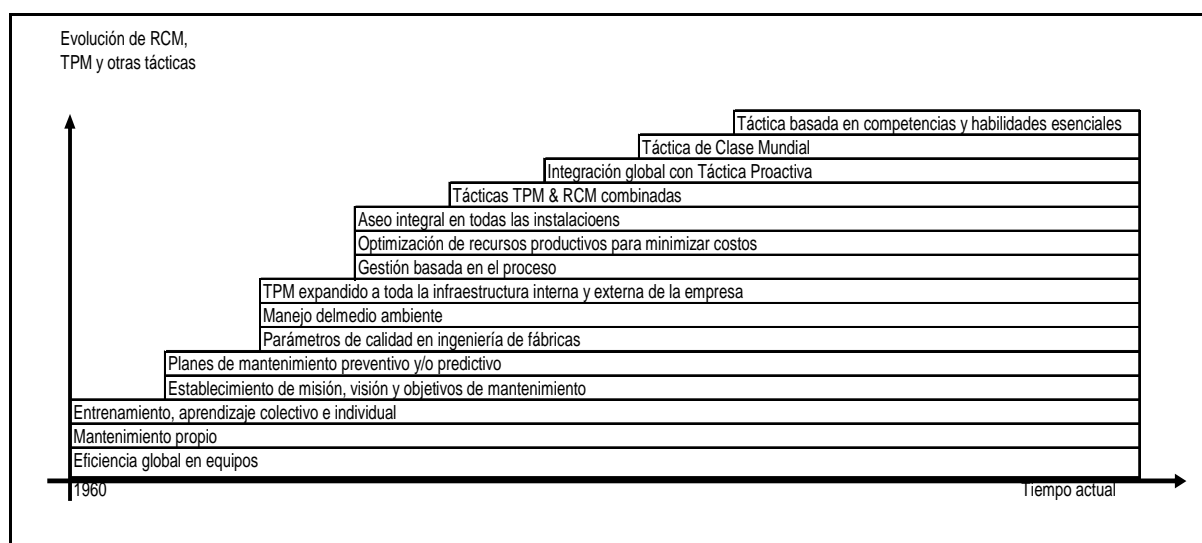 Evolución de RCM,
TPM y otras tácticas
Táctica basada en competencias y habilidades esenciales
Táctica de Clase Mundial
Integración global con Táctica Proactiva
Tácticas TPM & RCM combinadas
Aseo integral en todas las instalacioens
Optimización de recursos productivos para minimizar costos
Gestión basada en el proceso
TPM expandido a toda la infraestructura interna y externa de la empresa
Manejo delmedio ambiente
Parámetros de calidad en ingeniería de fábricas
Planes de mantenimiento preventivo y/o predictivo
Establecimiento de misión, visión y objetivos de mantenimiento
Entrenamiento, aprendizaje colectivo e individual
Mantenimiento propio
Eficiencia global en equipos
1960 Tiempo actual